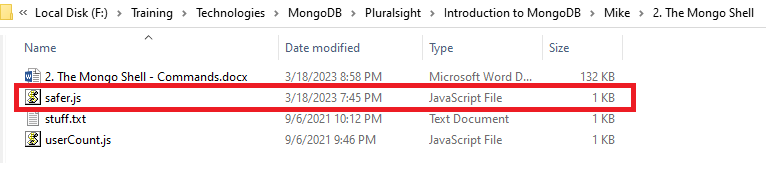 Local Disk (F:) > Training > Technologies > MongoDB > Pluralsight > Introduction to MongoDB > Mike > 2. The Mongo Shell
Name Date modified Type Size
2. The Mongo Shell - Commands.docx 3/18/2023 8:58 PM Microsoft Word D... 132 KB
safer.js 3/18/2023 7:45 PM JavaScript File 1 KB
stuff.txt 9/6/2021 10:12 PM Text Document 1 KB
userCount.js 9/6/2021 9:46 PM JavaScript File 1 KB